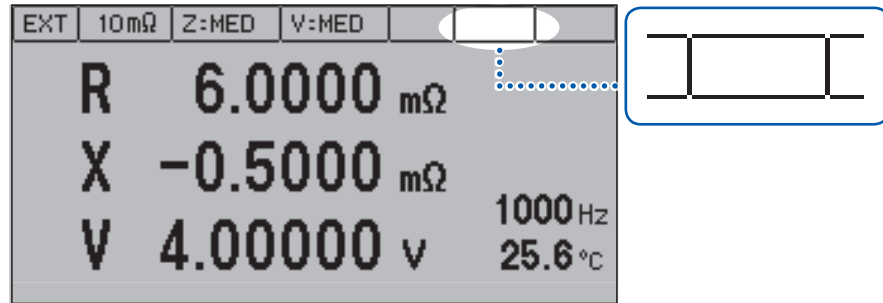 EXT 10mΩ Z:MED V:MED
R 6.0000 mΩ
X -0.5000 mΩ
V 4.00000 V
1000 Hz
25.6 °C